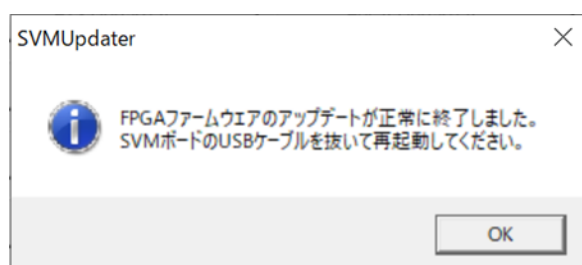 SVMUpdater
FPGAファームウェアのアップデートが正常に終了しました。
SVMボードのUSBケーブルを抜いて再起動してください。
OK